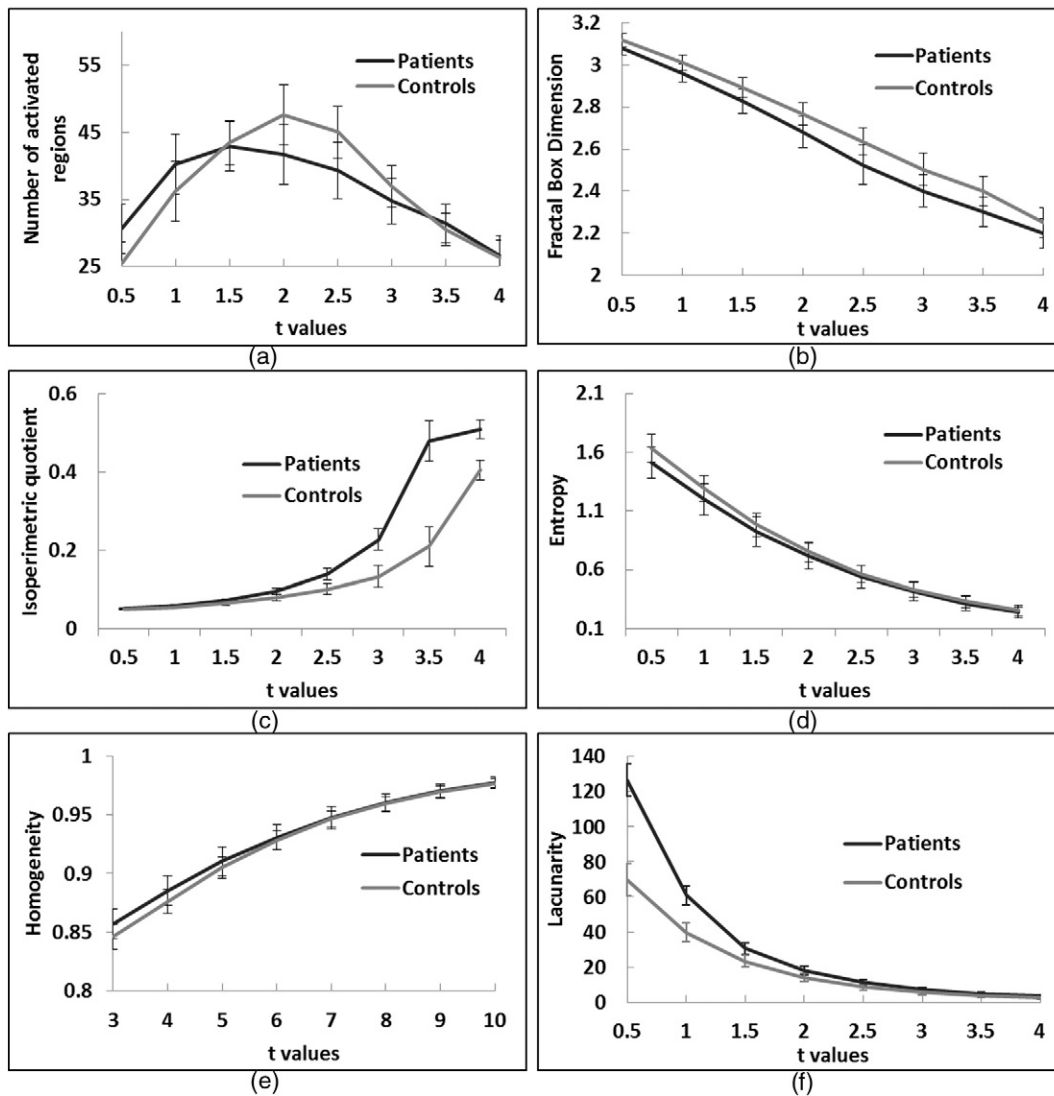 Number of activated
regions
55
45
35
25
Patients
Controls
0.5 1 1.5 2 2.5 3 3.5 4
t values
(a)
Fractal Box Dimension
3.2
3
2.8
2.6
2.4
2.2
2
Patients
Controls
0.5 1 1.5 2 2.5 3 3.5 4
t values
(b)
Isoperimetric quotient
0.6
0.4
0.2
0
Patients
Controls
0.5 1 1.5 2 2.5 3 3.5 4
t values
(c)
Entropy
2.1
1.6
1.1
0.6
0.1
Patients
Controls
0.5 1 1.5 2 2.5 3 3.5 4
t values
(d)
Homogeneity
1
0.95
0.9
0.85
0.8
Patients
Controls
3 4 5 6 7 8 9 10
t values
(e)
Lacunarity
140
120
100
80
60
40
20
0
Patients
Controls
0.5 1 1.5 2 2.5 3 3.5 4
t values
(f)